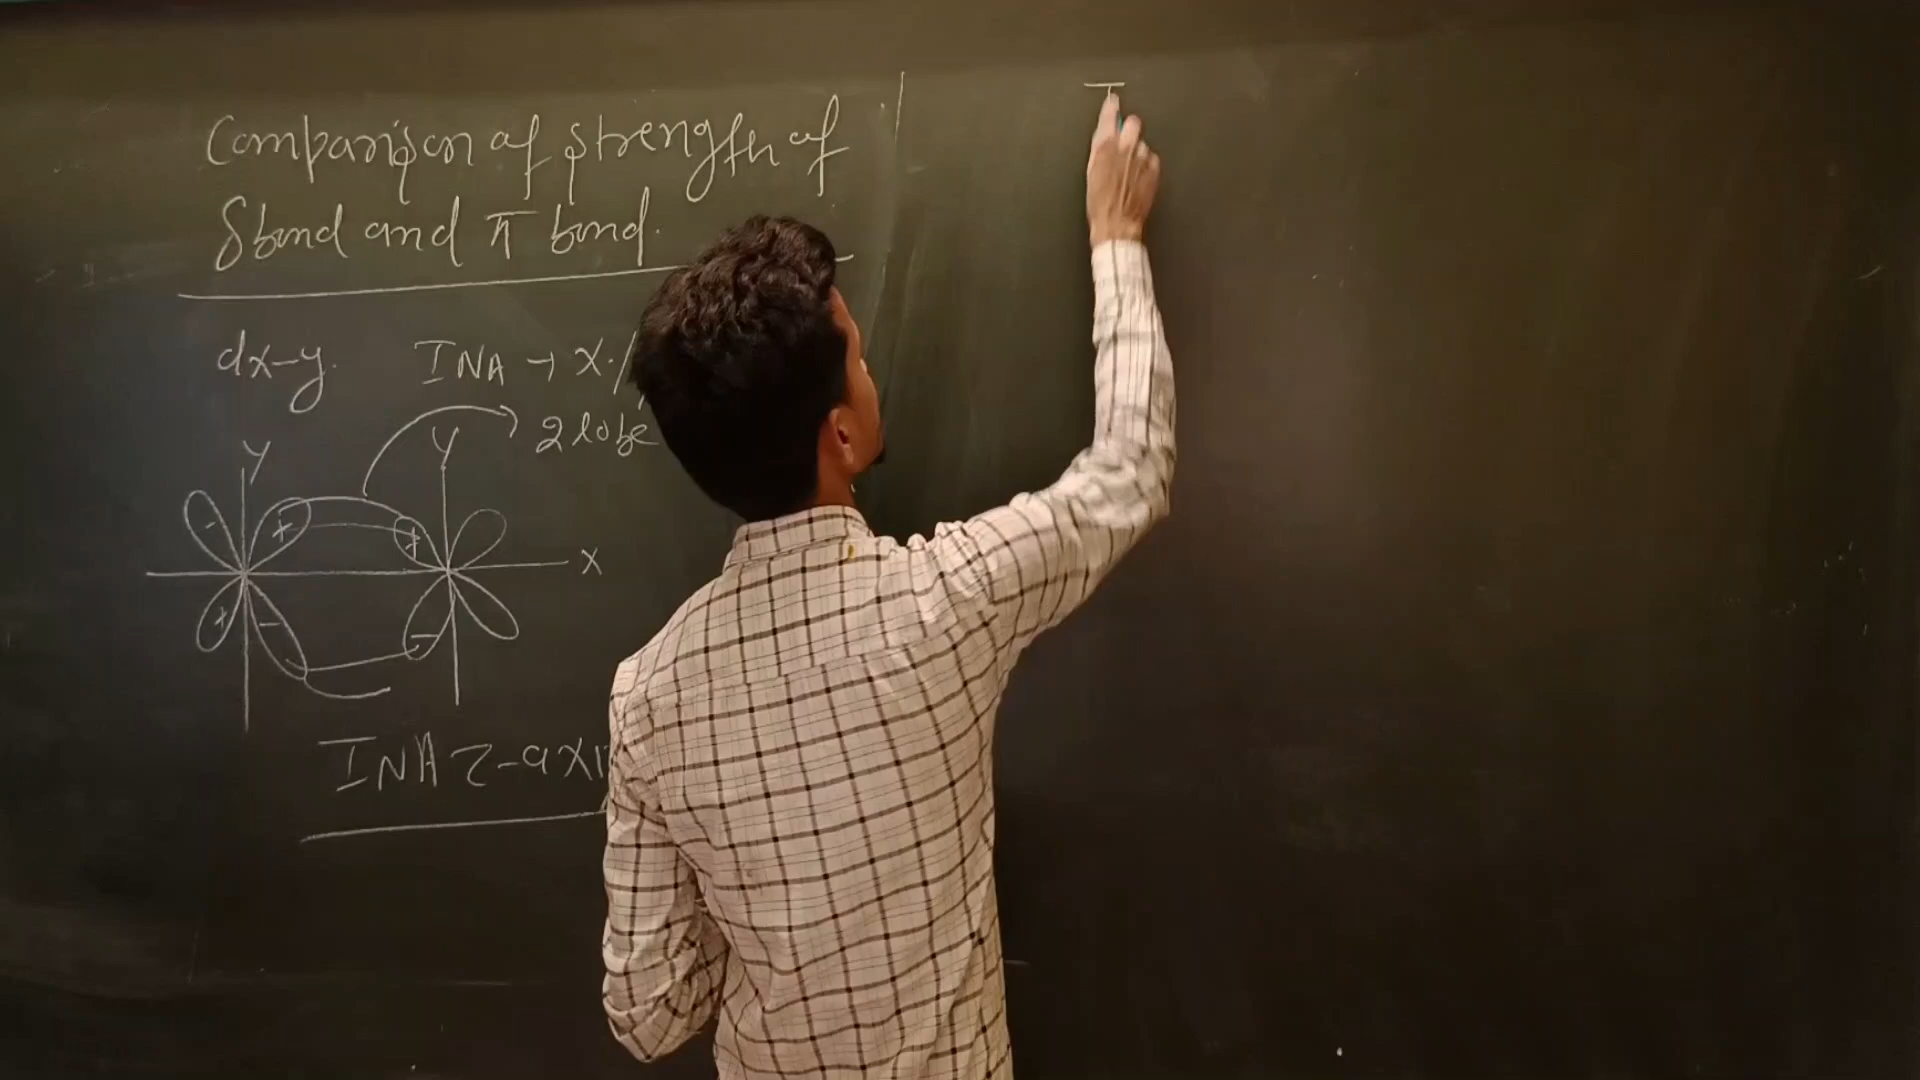 Comparison of strength of
δ bond and π bond.
dx-y. INA → x./
2 lobe
Y Y
- + +
X
+ - -
INA z-axi